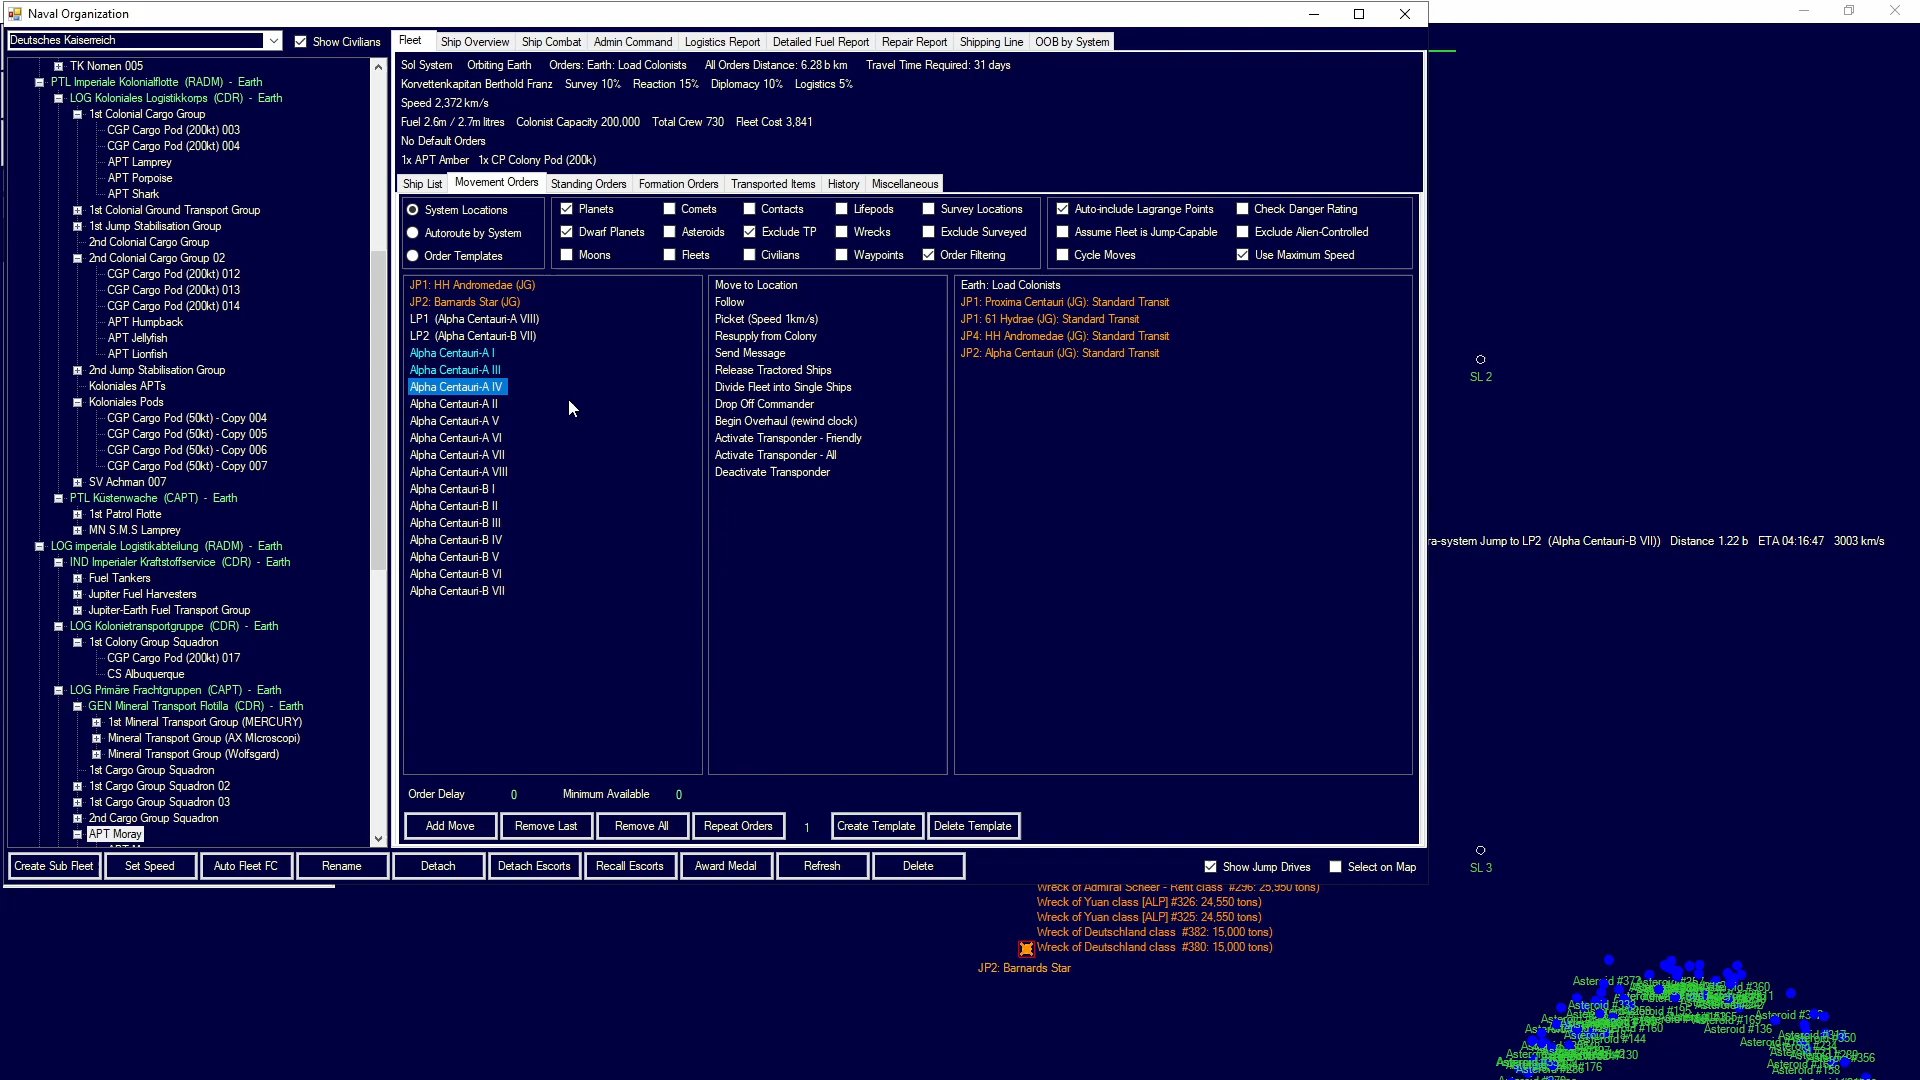 Naval Organization
Deutsches Kaiserreich
Show Civilians
TK Nornen 005
PTL Imperiale Kolonialflotte (RADM) - Earth
LOG Koloniales Logistikkorps (CDR) - Earth
1st Colonial Cargo Group
CGP Cargo Pod (200kt) 003
CGP Cargo Pod (200kt) 004
APT Lamprey
APT Porpoise
APT Shark
1st Colonial Ground Transport Group
1st Jump Stabilisation Group
2nd Colonial Cargo Group
2nd Colonial Cargo Group 02
CGP Cargo Pod (200kt) 012
CGP Cargo Pod (200kt) 013
CGP Cargo Pod (200kt) 014
APT Humpback
APT Jellyfish
APT Lionfish
2nd Jump Stabilisation Group
Koloniales APTs
Koloniales Pods
CGP Cargo Pod (50kt) - Copy 004
CGP Cargo Pod (50kt) - Copy 005
CGP Cargo Pod (50kt) - Copy 006
CGP Cargo Pod (50kt) - Copy 007
SV Achman 007
PTL Küstenwache (CAPT) - Earth
1st Patrol Flotte
MN S.M.S Lamprey
LOG imperiale Logistikabteilung (RADM) - Earth
IND Imperialer Kraftstoffservice (CDR) - Earth
Fuel Tankers
Jupiter Fuel Harvesters
Jupiter-Earth Fuel Transport Group
LOG Kolonietransportgruppe (CDR) - Earth
1st Colony Group Squadron
CGP Cargo Pod (200kt) 017
CS Albuquerque
LOG Primäre Frachtgruppen (CAPT) - Earth
GEN Mineral Transport Flotilla (CDR) - Earth
1st Mineral Transport Group (MERCURY)
Mineral Transport Group (AX MIcroscopi)
Mineral Transport Group (Wolfsgard)
1st Cargo Group Squadron
1st Cargo Group Squadron 02
1st Cargo Group Squadron 03
2nd Cargo Group Squadron
APT Moray
Fleet Ship Overview Ship Combat Admin Command Logistics Report Detailed Fuel Report Repair Report Shipping Line OOB by System
Sol System Orbiting Earth Orders: Earth: Load Colonists All Orders Distance: 6.28 b km Travel Time Required: 31 days
Korvettenkapitan Berthold Franz Survey 10% Reaction 15% Diplomacy 10% Logistics 5%
Speed 2,372 km/s
Fuel 2.6m / 2.7m litres Colonist Capacity 200,000 Total Crew 730 Fleet Cost 3,841
No Default Orders
1x APT Amber 1x CP Colony Pod (200k)
Ship List Movement Orders Standing Orders Formation Orders Transported Items History Miscellaneous
System Locations
Autoroute by System
Order Templates
Planets Comets Contacts Lifepods Survey Locations
Dwarf Planets Asteroids Exclude TP Wrecks Exclude Surveyed
Moons Fleets Civilians Waypoints Order Filtering
Auto-include Lagrange Points Check Danger Rating
Assume Fleet is Jump-Capable Exclude Alien-Controlled
Cycle Moves Use Maximum Speed
JP1: HH Andromedae (JG)
JP2: Barnards Star (JG)
LP1 (Alpha Centauri-A VIII)
LP2 (Alpha Centauri-B VII)
Alpha Centauri-A I
Alpha Centauri-A III
Alpha Centauri-A IV
Alpha Centauri-A II
Alpha Centauri-A V
Alpha Centauri-A VI
Alpha Centauri-A VII
Alpha Centauri-A VIII
Alpha Centauri-B I
Alpha Centauri-B II
Alpha Centauri-B III
Alpha Centauri-B IV
Alpha Centauri-B V
Alpha Centauri-B VI
Alpha Centauri-B VII
Move to Location
Follow
Picket (Speed 1km/s)
Resupply from Colony
Send Message
Release Tractored Ships
Divide Fleet into Single Ships
Drop Off Commander
Begin Overhaul (rewind clock)
Activate Transponder - Friendly
Activate Transponder - All
Deactivate Transponder
Earth: Load Colonists
JP1: Proxima Centauri (JG): Standard Transit
JP1: 61 Hydrae (JG): Standard Transit
JP4: HH Andromedae (JG): Standard Transit
JP2: Alpha Centauri (JG): Standard Transit
Order Delay 0 Minimum Available 0
Add Move Remove Last Remove All Repeat Orders 1 Create Template Delete Template
Create Sub Fleet Set Speed Auto Fleet FC Rename Detach Detach Escorts Recall Escorts Award Medal Refresh Delete
Show Jump Drives Select on Map
SL 2
ra-system Jump to LP2 (Alpha Centauri-B VII)) Distance 1.22 b ETA 04:16:47 3003 km/s
SL 3
Wreck of Admiral Scheer - Refit class #296: 25,950 tons)
Wreck of Yuan class [ALP] #326: 24,550 tons)
Wreck of Yuan class [ALP] #325: 24,550 tons)
Wreck of Deutschland class #382: 15,000 tons)
Wreck of Deutschland class #380: 15,000 tons)
JP2: Barnards Star
Asteroid #136